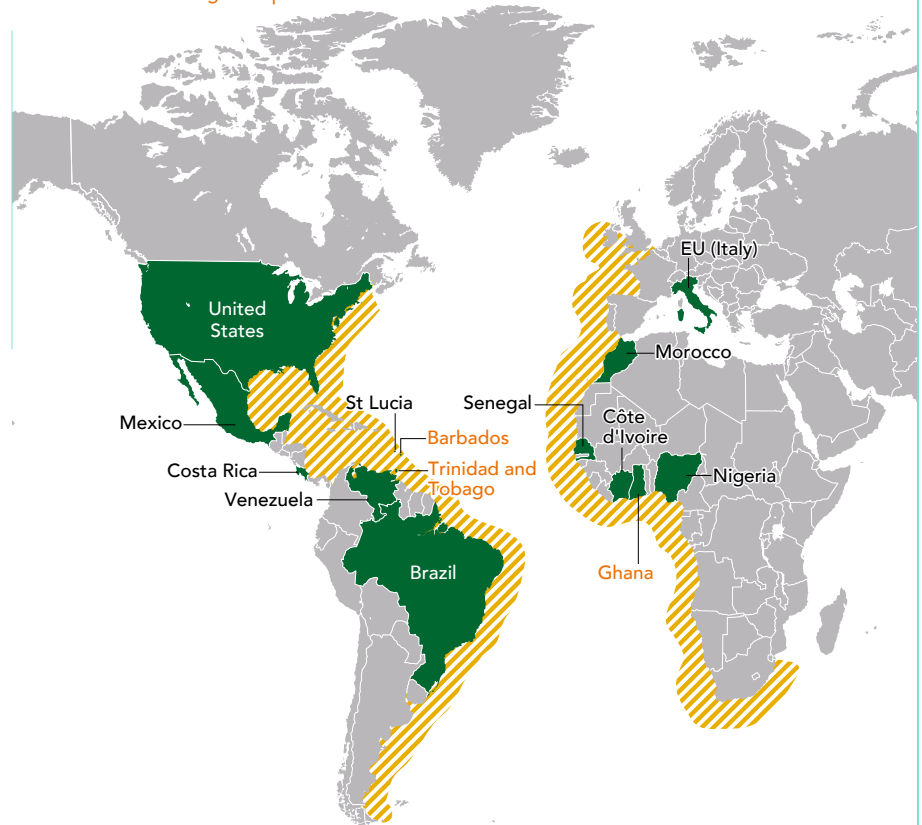 EU (Italy)
United
States
Morocco
St Lucia
Senegal
Côte
d'Ivoire
Mexico
Barbados
Costa Rica
Trinidad and
Tobago
Nigeria
Venezuela
Brazil
Ghana